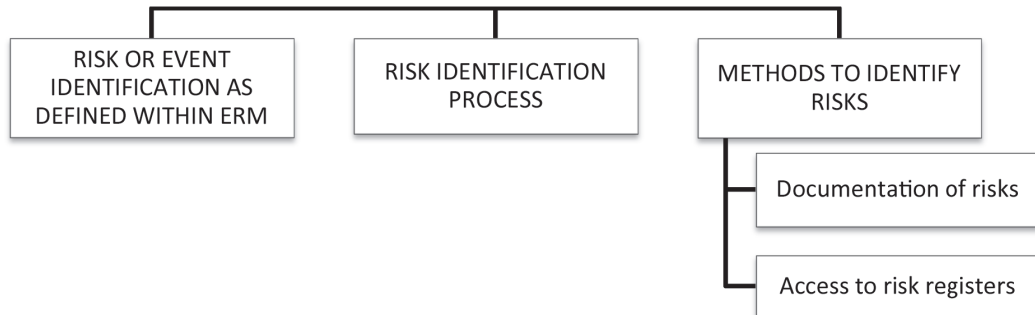 RISK OR EVENT
IDENTIFICATION AS
DEFINED WITHIN ERM
RISK IDENTIFICATION
PROCESS
METHODS TO IDENTIFY
RISKS
Documentation of risks
Access to risk registers